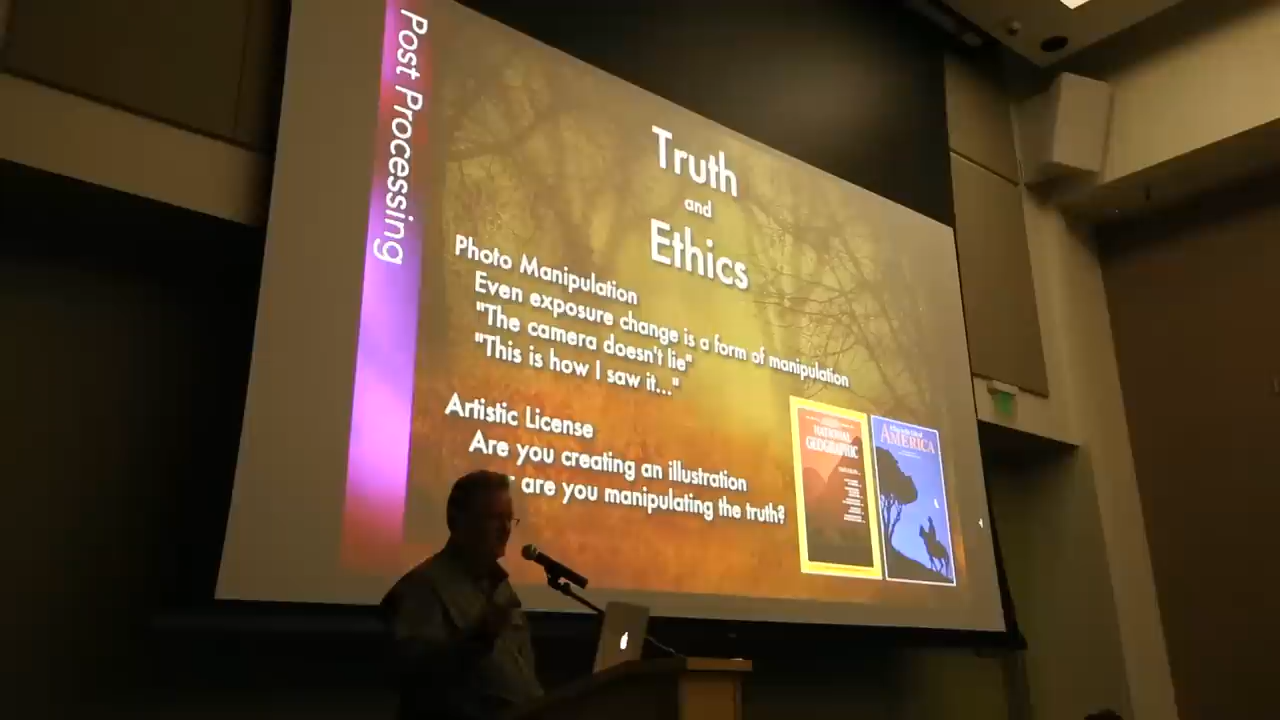 Post Processing
Truth
and
Ethics
Photo Manipulation
Even exposure change is a form of manipulation
"The camera doesn't lie"
"This is how I saw it..."
Artistic License
Are you creating an illustration
are you manipulating the truth?
NATIONAL
GEOGRAPHIC
AMERICA